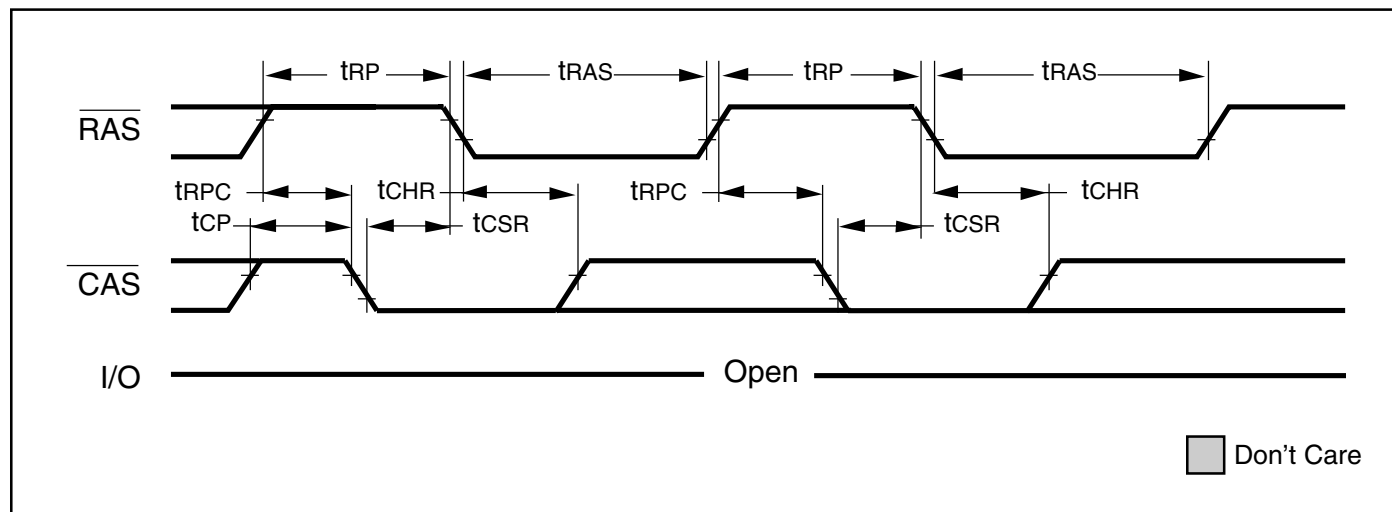 tRP tRAS tRP tRAS
RAS
tRPC tCHR tRPC tCHR
tCP tCSR tCSR
CAS
I/O Open
Don't Care